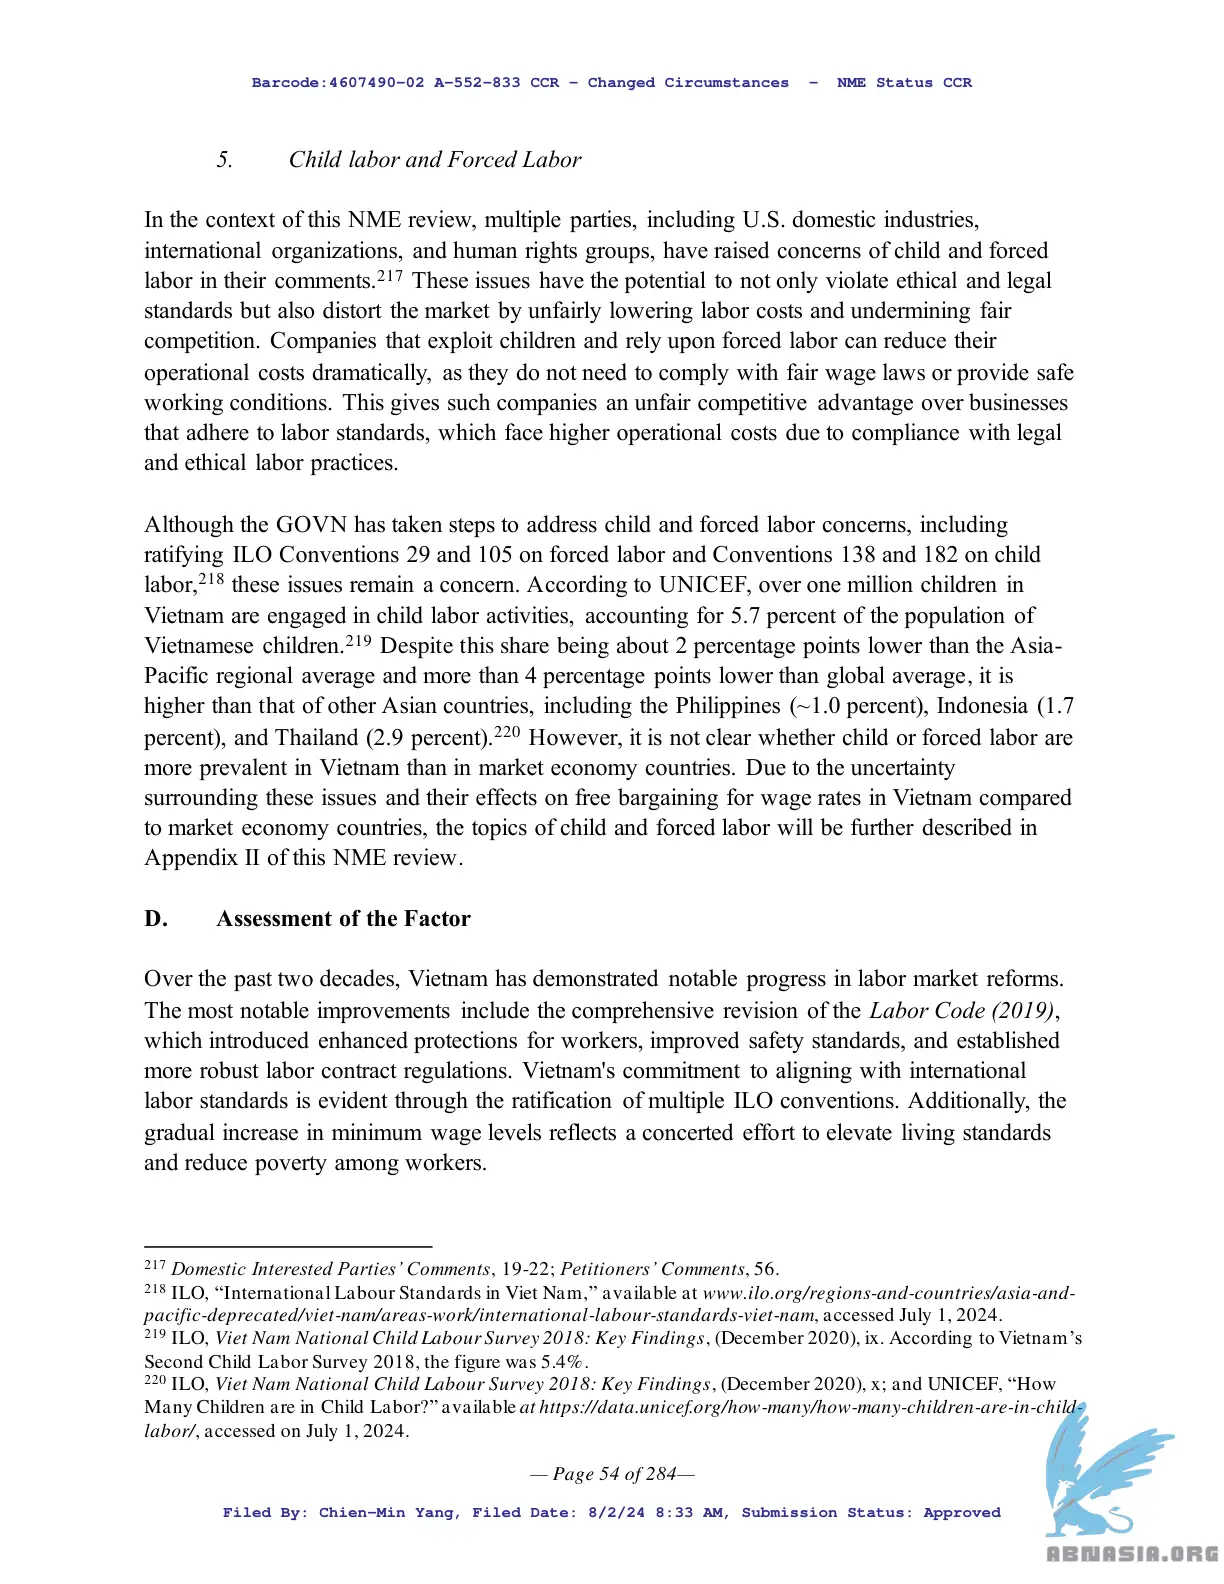 Barcode:4607490-02 A-552-833 CCR - Changed Circumstances - NME Status CCR
5. Child labor and Forced Labor
In the context of this NME review, multiple parties, including U.S. domestic industries,
international organizations, and human rights groups, have raised concerns of child and forced
labor in their comments.217 These issues have the potential to not only violate ethical and legal
standards but also distort the market by unfairly lowering labor costs and undermining fair
competition. Companies that exploit children and rely upon forced labor can reduce their
operational costs dramatically, as they do not need to comply with fair wage laws or provide safe
working conditions. This gives such companies an unfair competitive advantage over businesses
that adhere to labor standards, which face higher operational costs due to compliance with legal
and ethical labor practices.
Although the GOVN has taken steps to address child and forced labor concerns, including
ratifying ILO Conventions 29 and 105 on forced labor and Conventions 138 and 182 on child
labor,218 these issues remain a concern. According to UNICEF, over one million children in
Vietnam are engaged in child labor activities, accounting for 5.7 percent of the population of
Vietnamese children.219 Despite this share being about 2 percentage points lower than the Asia-
Pacific regional average and more than 4 percentage points lower than global average, it is
higher than that of other Asian countries, including the Philippines (~1.0 percent), Indonesia (1.7
percent), and Thailand (2.9 percent).220 However, it is not clear whether child or forced labor are
more prevalent in Vietnam than in market economy countries. Due to the uncertainty
surrounding these issues and their effects on free bargaining for wage rates in Vietnam compared
to market economy countries, the topics of child and forced labor will be further described in
Appendix II of this NME review.
D. Assessment of the Factor
Over the past two decades, Vietnam has demonstrated notable progress in labor market reforms.
The most notable improvements include the comprehensive revision of the Labor Code (2019),
which introduced enhanced protections for workers, improved safety standards, and established
more robust labor contract regulations. Vietnam's commitment to aligning with international
labor standards is evident through the ratification of multiple ILO conventions. Additionally, the
gradual increase in minimum wage levels reflects a concerted effort to elevate living standards
and reduce poverty among workers.
217 Domestic Interested Parties’ Comments, 19-22; Petitioners’ Comments, 56.
218 ILO, “International Labour Standards in Viet Nam,” available at www.ilo.org/regions-and-countries/asia-and-
pacific-deprecated/viet-nam/areas-work/international-labour-standards-viet-nam, accessed July 1, 2024.
219 ILO, Viet Nam National Child Labour Survey 2018: Key Findings, (December 2020), ix. According to Vietnam’s
Second Child Labor Survey 2018, the figure was 5.4%.
220 ILO, Viet Nam National Child Labour Survey 2018: Key Findings, (December 2020), x; and UNICEF, “How
Many Children are in Child Labor?” available at https://data.unicef.org/how-many/how-many-children-are-in-child-
labor/, accessed on July 1, 2024.
— Page 54 of 284—
Filed By: Chien-Min Yang, Filed Date: 8/2/24 8:33 AM, Submission Status: Approved
ABNASIA.ORG